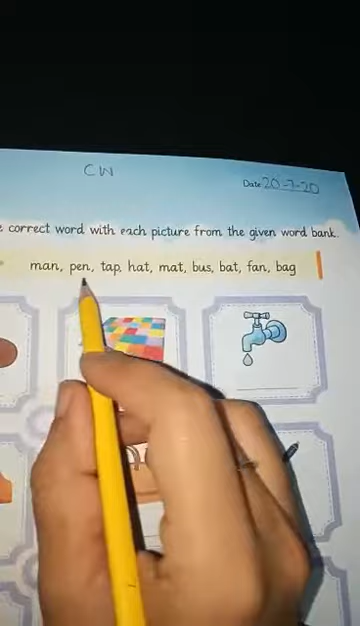 CW
Date 20-7-20
correct word with each picture from the given word bank.
man, pen, tap, hat, mat, bus, bat, fan, bag